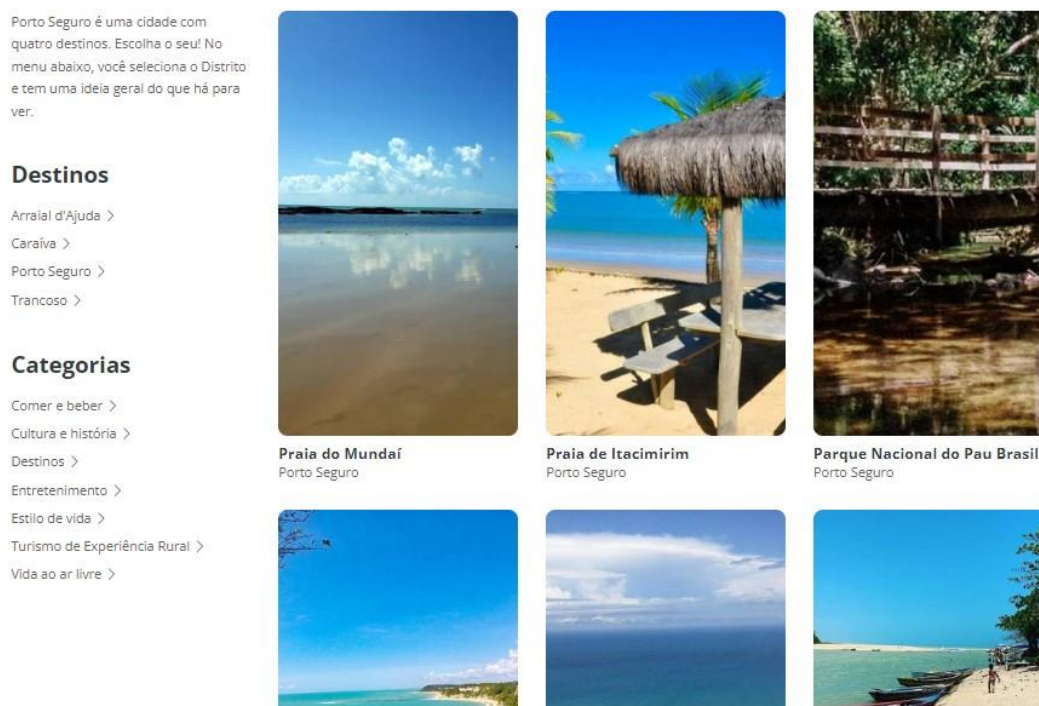 Porto Seguro é uma cidade com
quatro destinos. Escolha o seu! No
menu abaixo, você seleciona o Distrito
e tem uma ideia geral do que há para
ver.
Destinos
Arraial d'Ajuda
Caraíva
Porto Seguro
Trancoso
Categorias
Comer e beber
Cultura e história
Destinos
Entretenimento
Estilo de vida
Turismo de Experiência Rural
Vida ao ar livre
Praia do Mundaí
Porto Seguro
Praia de Itacimirim
Porto Seguro
Parque Nacional do Pau Brasil
Porto Seguro